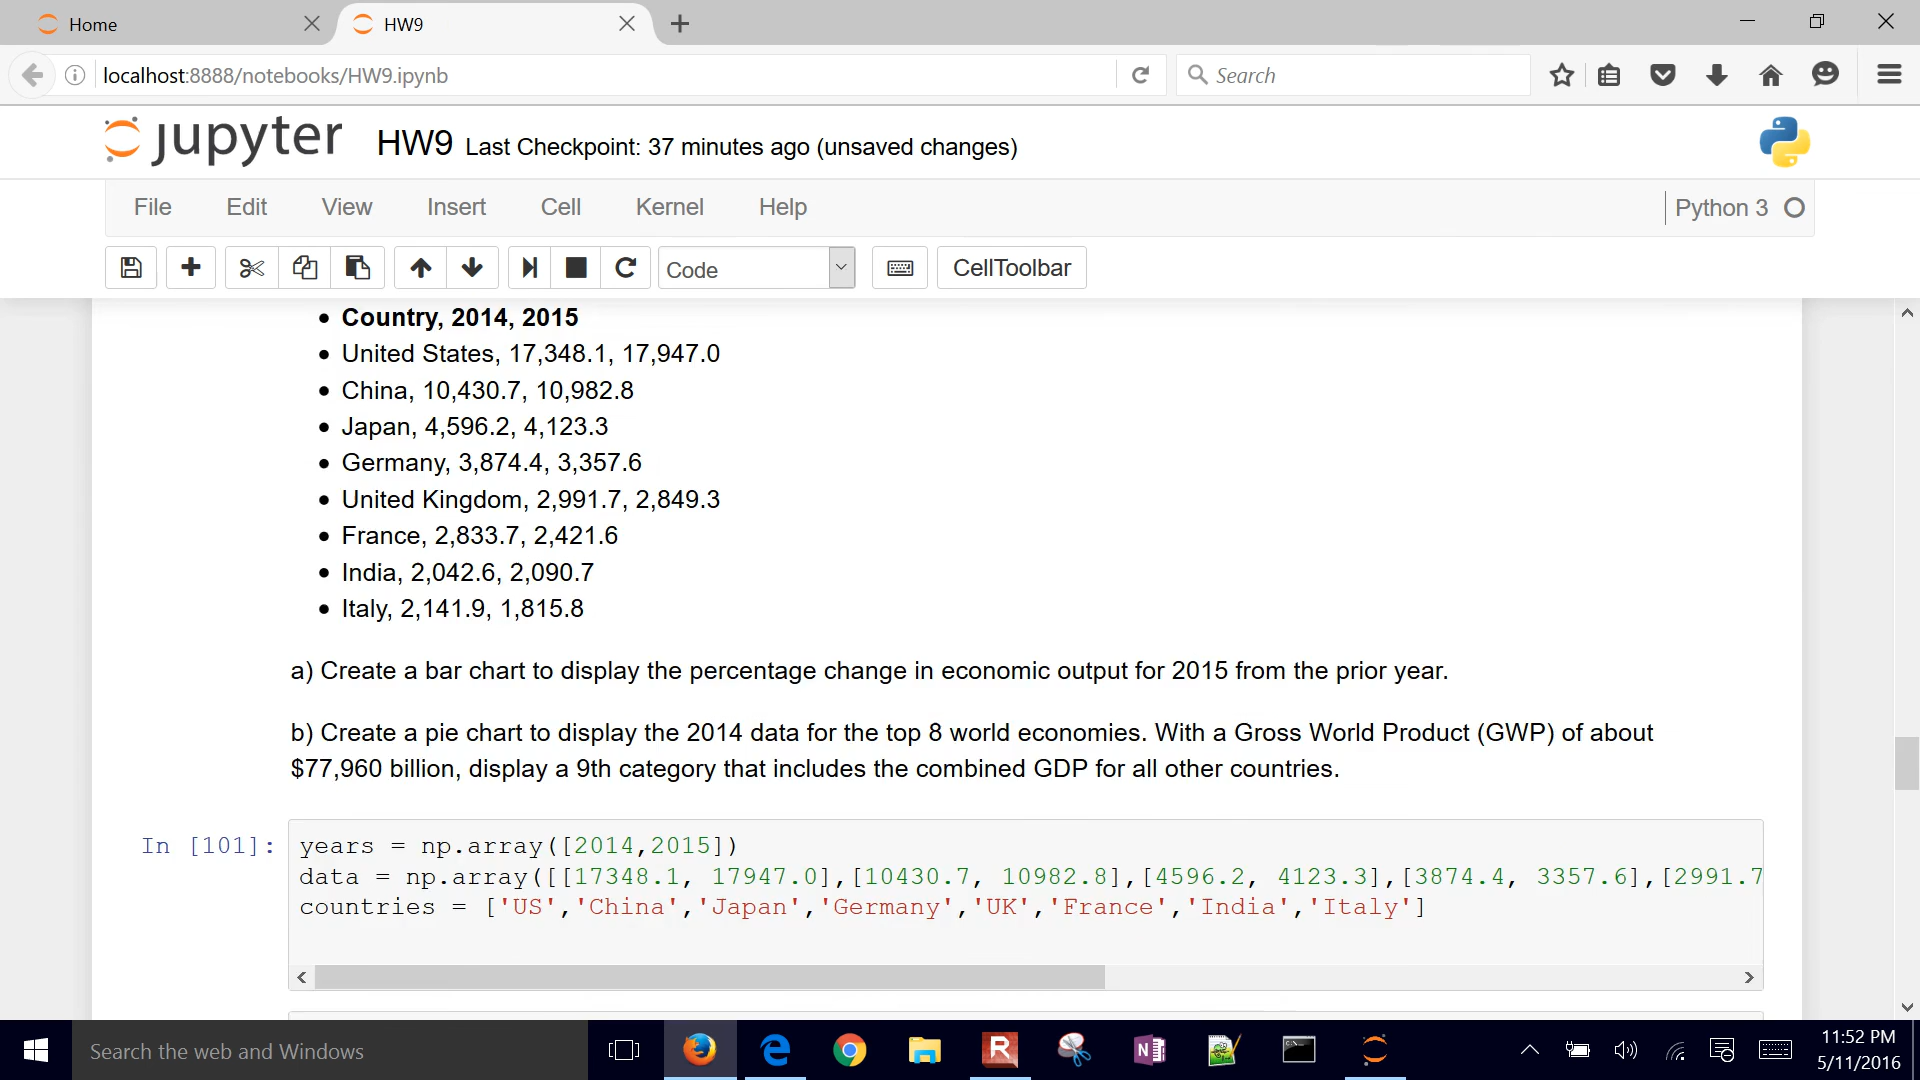 Home
HW9
localhost:8888/notebooks/HW9.ipynb
Search
jupyter HW9 Last Checkpoint: 37 minutes ago (unsaved changes)
File Edit View Insert Cell Kernel Help Python 3
Code CellToolbar
Country, 2014, 2015
United States, 17,348.1, 17,947.0
China, 10,430.7, 10,982.8
Japan, 4,596.2, 4,123.3
Germany, 3,874.4, 3,357.6
United Kingdom, 2,991.7, 2,849.3
France, 2,833.7, 2,421.6
India, 2,042.6, 2,090.7
Italy, 2,141.9, 1,815.8
a) Create a bar chart to display the percentage change in economic output for 2015 from the prior year.
b) Create a pie chart to display the 2014 data for the top 8 world economies. With a Gross World Product (GWP) of about
$77,960 billion, display a 9th category that includes the combined GDP for all other countries.
In [101]: years = np.array([2014,2015])
data = np.array([[17348.1, 17947.0],[10430.7, 10982.8],[4596.2, 4123.3],[3874.4, 3357.6],[2991.7
countries = ['US','China','Japan','Germany','UK','France','India','Italy']
Search the web and Windows
11:52 PM
5/11/2016